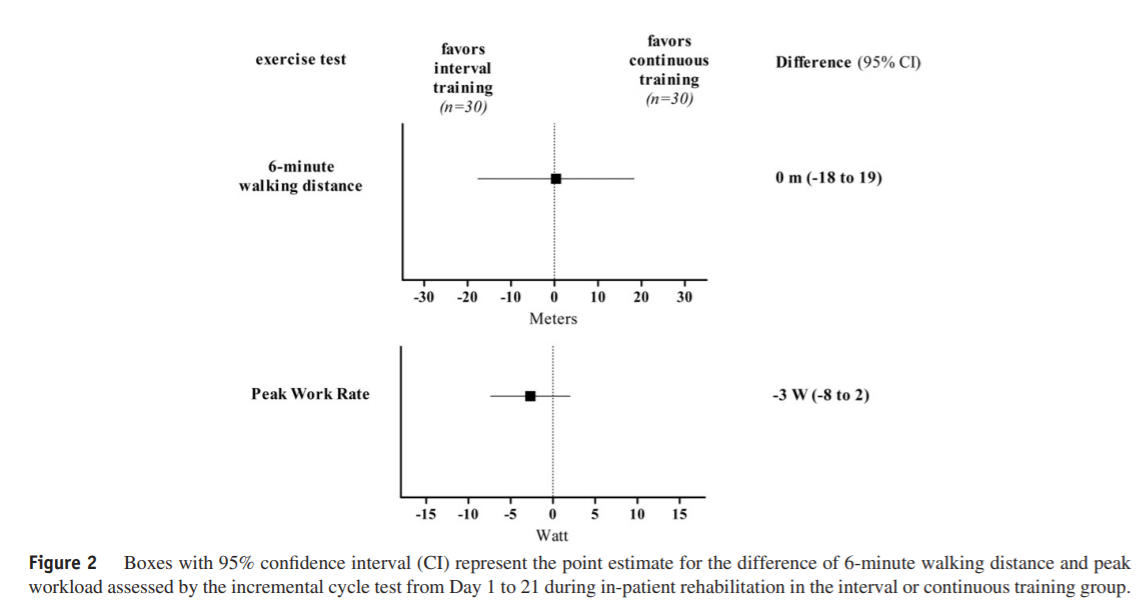 exercise test
favors
interval
training
(n=30)
favors
continuous
training
(n=30)
Difference (95% CI)
6-minute
walking distance
0 m (-18 to 19)
-30 -20 -10 0 10 20 30
Meters
Peak Work Rate
-3 W (-8 to 2)
-15 -10 -5 0 5 10 15
Watt
Figure 2 Boxes with 95% confidence interval (CI) represent the point estimate for the difference of 6-minute walking distance and peak
workload assessed by the incremental cycle test from Day 1 to 21 during in-patient rehabilitation in the interval or continuous training group.